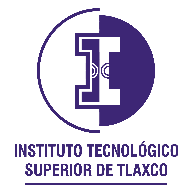 INSTITUTO TECNOLÓGICO
SUPERIOR DE TLAXCO